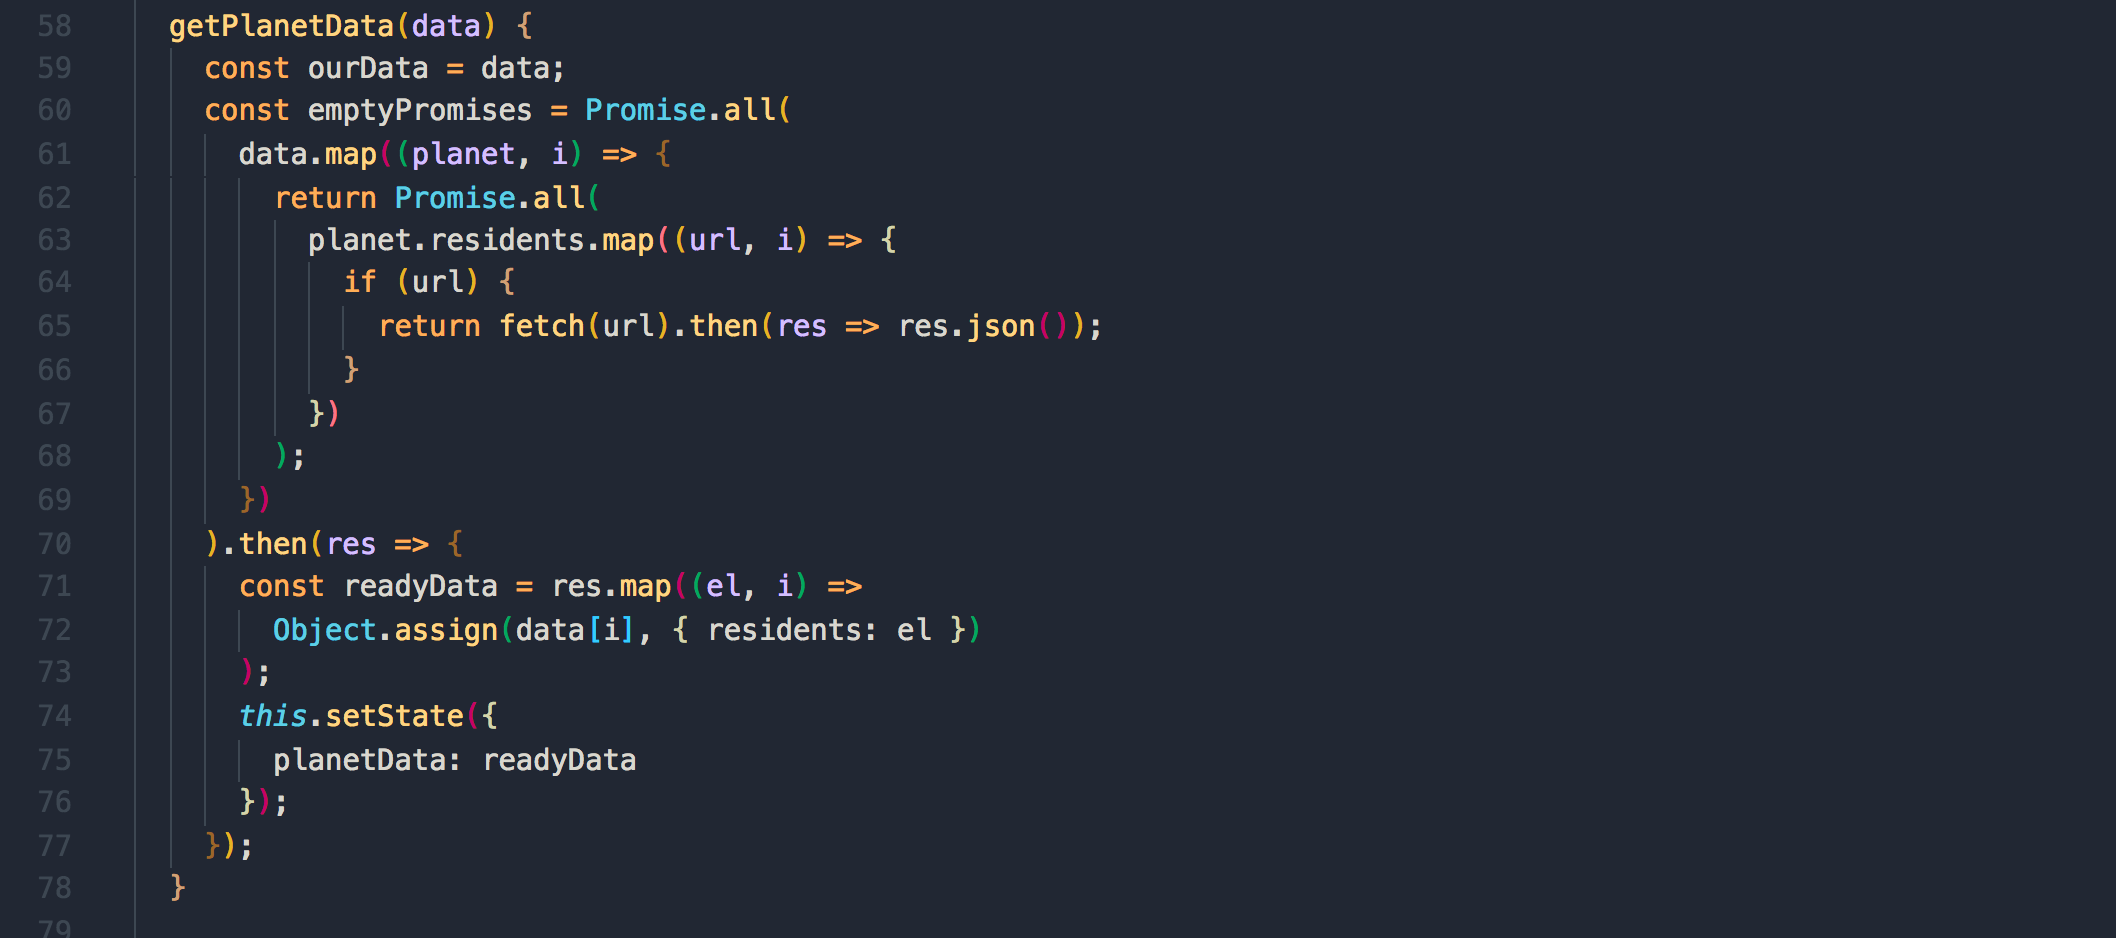 58 getPlanetData(data) {
59 const ourData = data;
60 const emptyPromises = Promise.all(
61 data.map((planet, i) => {
62 return Promise.all(
63 planet.residents.map((url, i) => {
64 if (url) {
65 return fetch(url).then(res => res.json());
66 }
67 })
68 );
69 })
70 ).then(res => {
71 const readyData = res.map((el, i) =>
72 Object.assign(data[i], { residents: el })
73 );
74 this.setState({
75 planetData: readyData
76 });
77 });
78 }
79